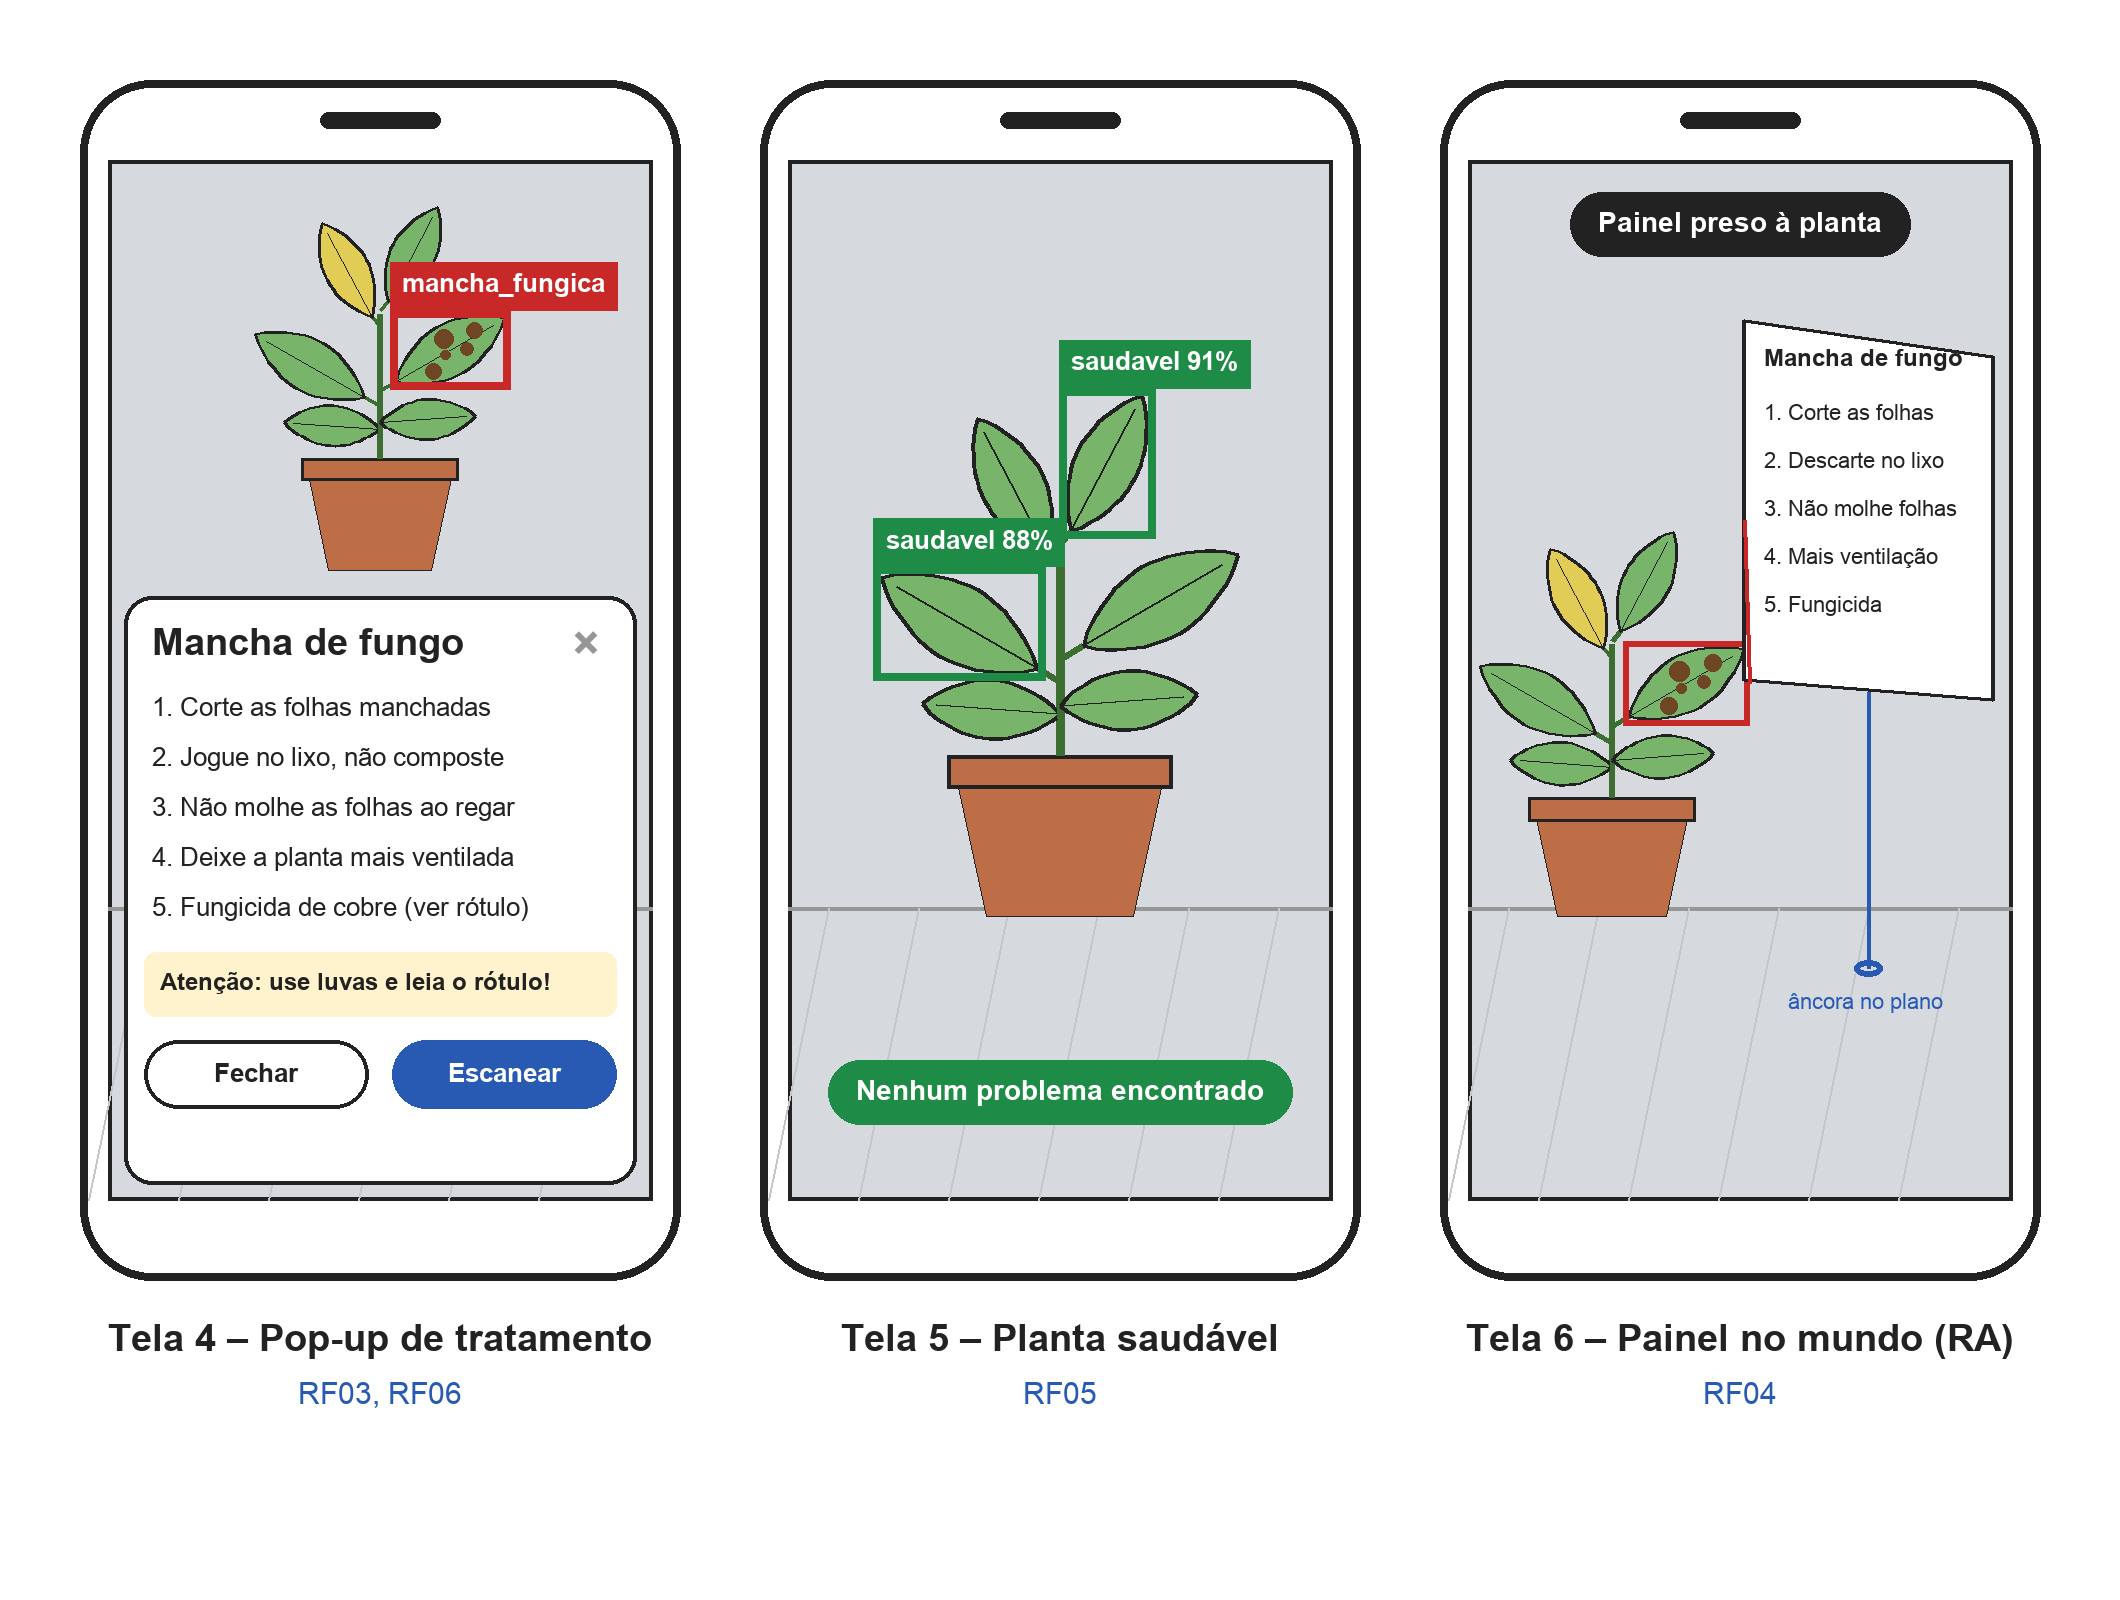 mancha_fungica
Mancha de fungo ×
1. Corte as folhas manchadas
2. Jogue no lixo, não composte
3. Não molhe as folhas ao regar
4. Deixe a planta mais ventilada
5. Fungicida de cobre (ver rótulo)
Atenção: use luvas e leia o rótulo!
Fechar
Escanear
Tela 4 – Pop-up de tratamento
RF03, RF06
saudavel 91%
saudavel 88%
Nenhum problema encontrado
Tela 5 – Planta saudável
RF05
Painel preso à planta
Mancha de fungo
1. Corte as folhas
2. Descarte no lixo
3. Não molhe folhas
4. Mais ventilação
5. Fungicida
âncora no plano
Tela 6 – Painel no mundo (RA)
RF04